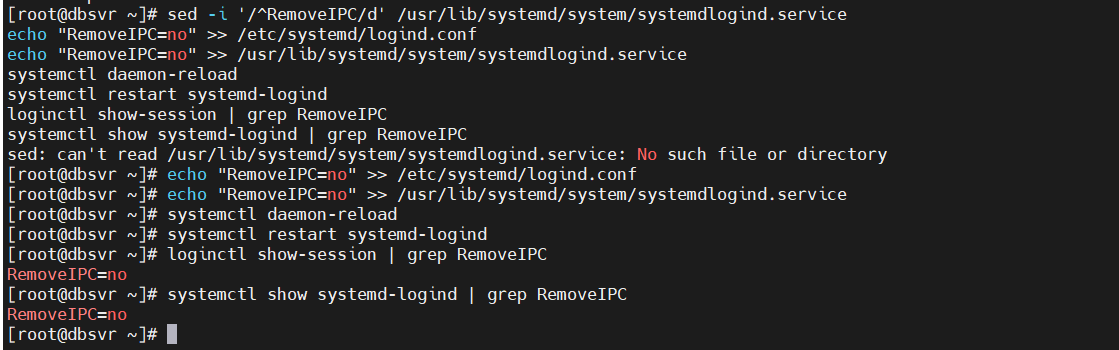 [root@dbsvr ~]# sed -i '/^RemoveIPC/d' /usr/lib/systemd/system/systemdlogind.service
echo "RemoveIPC=no" >> /etc/systemd/logind.conf
echo "RemoveIPC=no" >> /usr/lib/systemd/system/systemdlogind.service
systemctl daemon-reload
systemctl restart systemd-logind
loginctl show-session | grep RemoveIPC
systemctl show systemd-logind | grep RemoveIPC
sed: can't read /usr/lib/systemd/system/systemdlogind.service: No such file or directory
[root@dbsvr ~]# echo "RemoveIPC=no" >> /etc/systemd/logind.conf
[root@dbsvr ~]# echo "RemoveIPC=no" >> /usr/lib/systemd/system/systemdlogind.service
[root@dbsvr ~]# systemctl daemon-reload
[root@dbsvr ~]# systemctl restart systemd-logind
[root@dbsvr ~]# loginctl show-session | grep RemoveIPC
RemoveIPC=no
[root@dbsvr ~]# systemctl show systemd-logind | grep RemoveIPC
RemoveIPC=no
[root@dbsvr ~]#